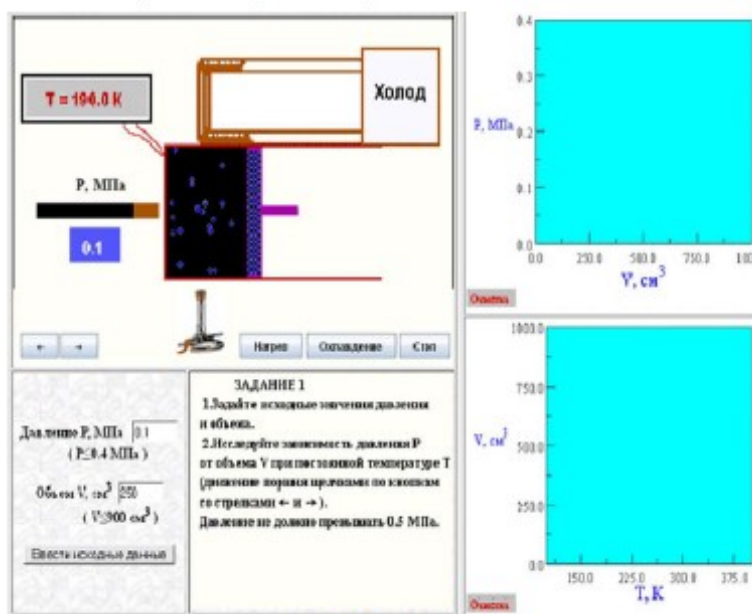 T = 196.0 К
Холод
Р, МПа
0.1
← →
Нагрев Охлаждение Стоп
Давление Р, МПа 0.1
( P≤0.4 МПа )
Объем V, см³ 250
( V≤900 см³ )
Ввести исходные данные
ЗАДАНИЕ 1
1.Задайте исходные значения давления
и объема.
2.Исследуйте зависимость давления Р
от объема V при постоянной температуре Т
(движение поршня щелчками по кнопкам
со стрелками ← и → ).
Давление не должно превышать 0.5 МПа.
0.4
0.3
Р, МПа
0.2
0.1
0.0
0.0 250.0 500.0 750.0 1000
V, см³
Очистка
1000.0
750.0
V, см³
500.0
250.0
0.0
150.0 225.0 300.0 375.0
Т, К
Очистка